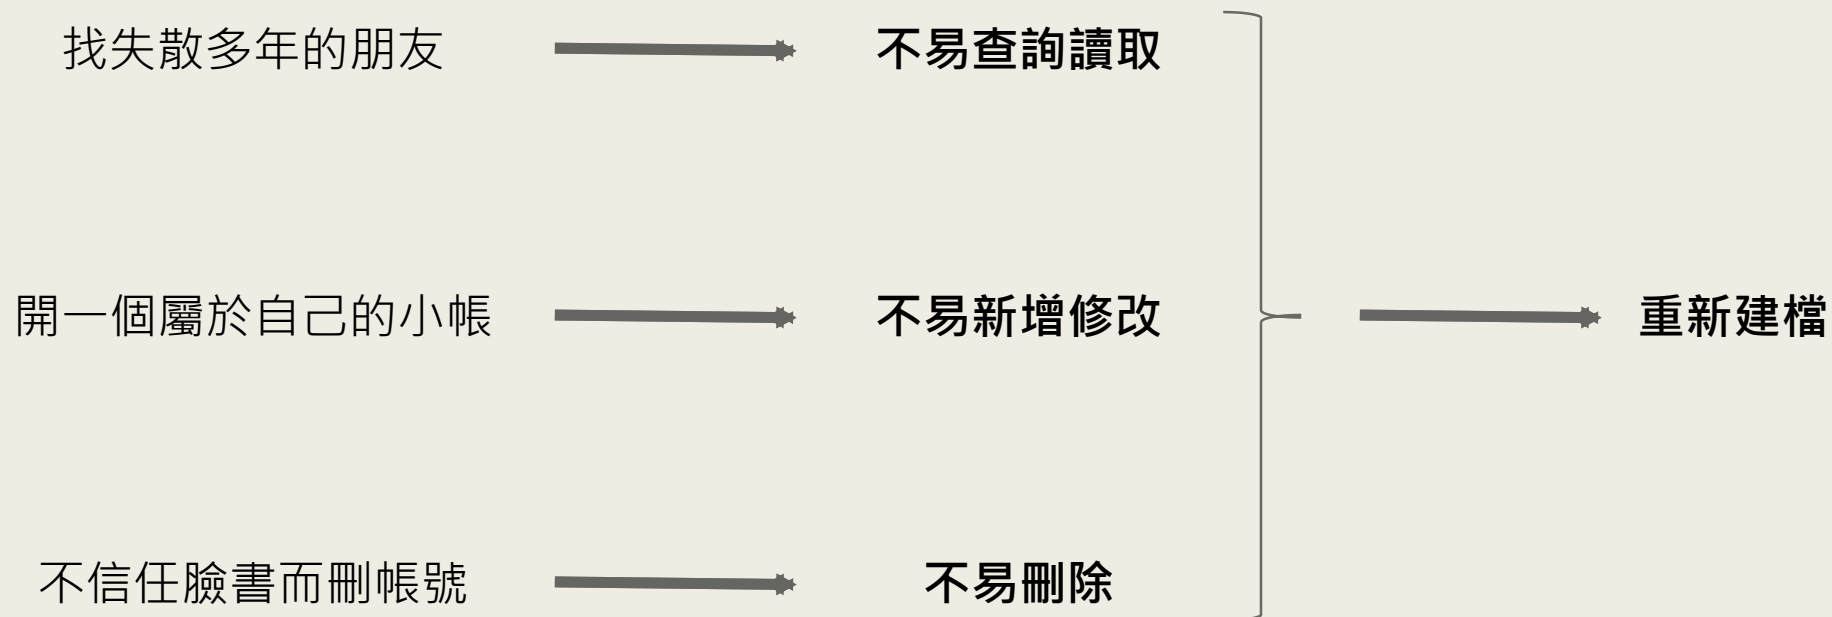 找失散多年的朋友
不易查詢讀取
開一個屬於自己的小帳
不易新增修改
重新建檔
不信任臉書而刪帳號
不易刪除